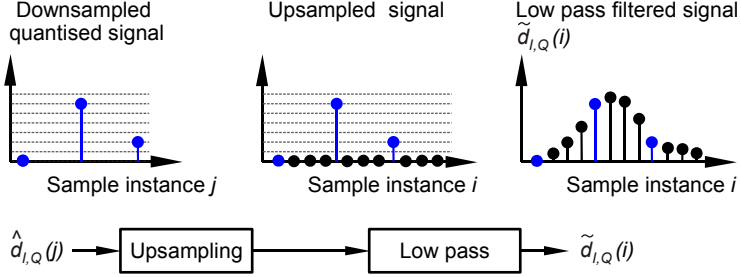 Downsampled
quantised signal
Upsampled signal
Low pass filtered signal
d̃I,Q(i)
Sample instance j
Sample instance i
Sample instance i
d̂I,Q(j)
Upsampling
Low pass
d̃I,Q(i)